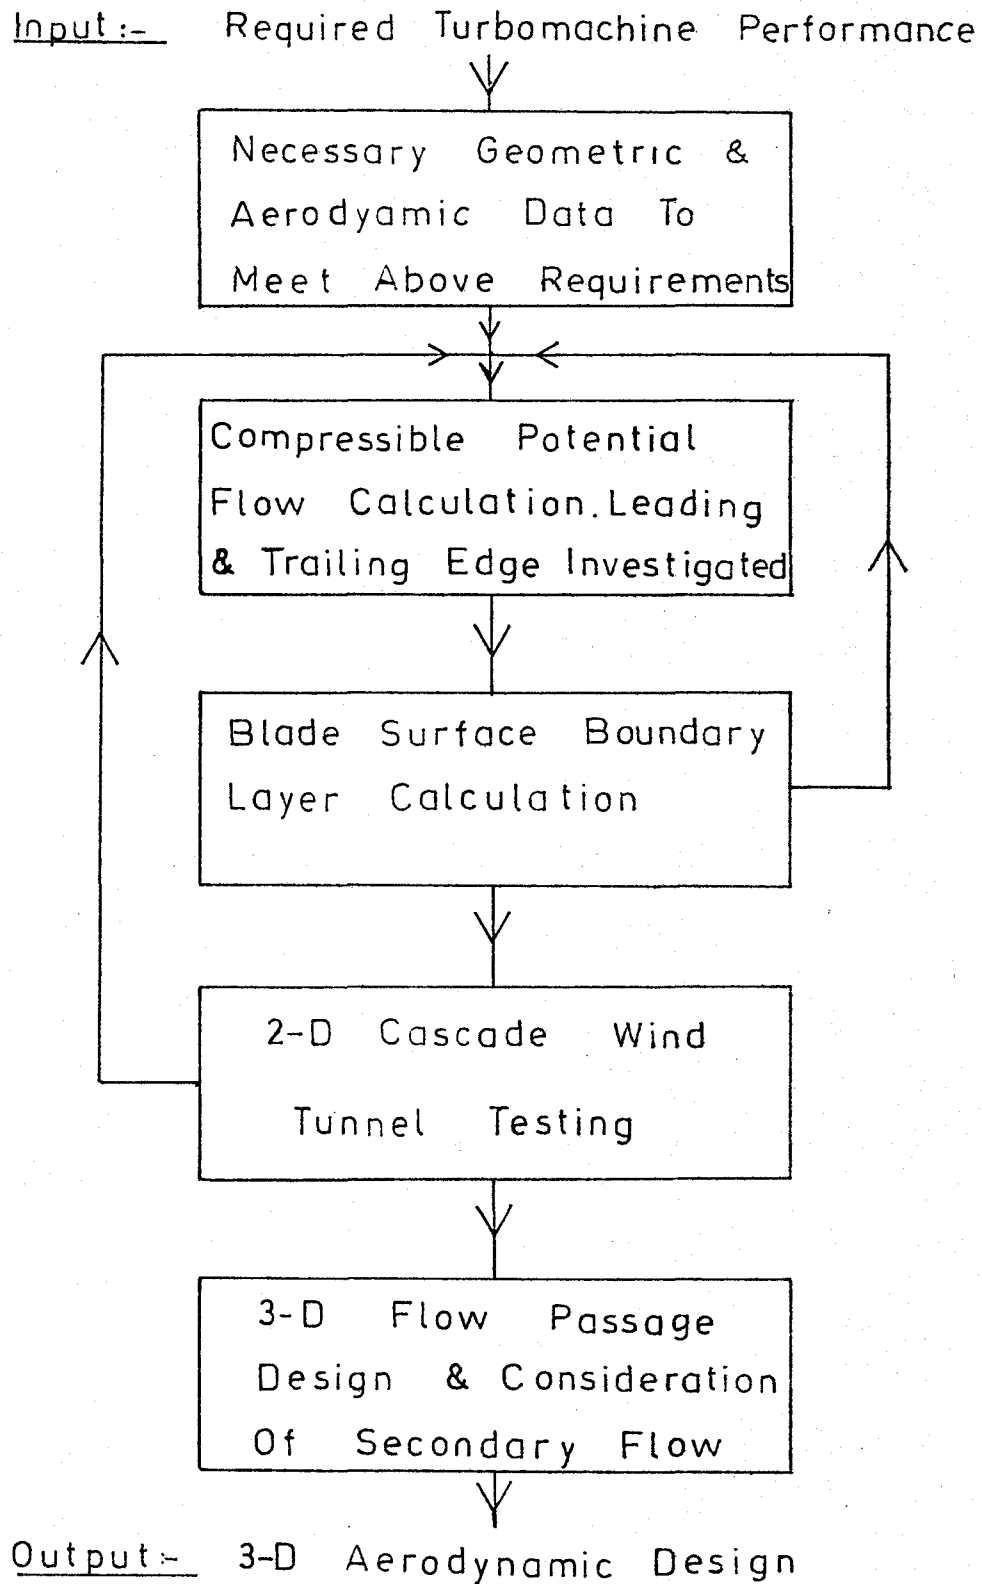 Input:- Required Turbomachine Performance
Necessary Geometric &
Aerodyamic Data To
Meet Above Requirements
Compressible Potential
Flow Calculation. Leading
& Trailing Edge Investigated
Blade Surface Boundary
Layer Calculation
2-D Cascade Wind
Tunnel Testing
3-D Flow Passage
Design & Consideration
Of Secondary Flow
Output:- 3-D Aerodynamic Design